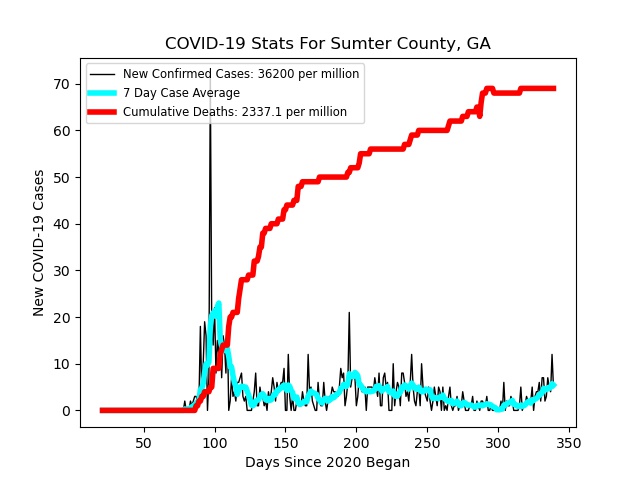 COVID-19 Stats For Sumter County, GA
New Confirmed Cases: 36200 per million
7 Day Case Average
Cumulative Deaths: 2337.1 per million
New COVID-19 Cases
70
60
50
40
30
20
10
0
50 100 150 200 250 300 350
Days Since 2020 Began